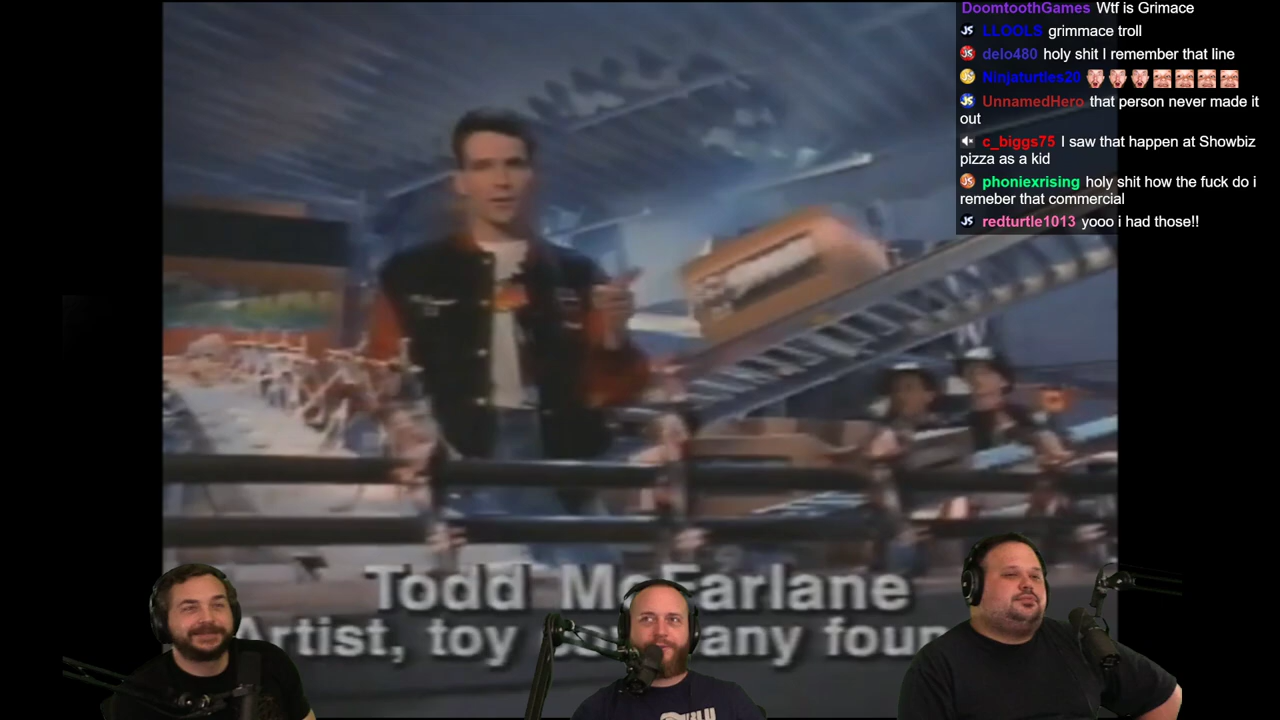 DoomtoothGames Wtf is Grimace
LLOOLS grimmace troll
delo480 holy shit I remember that line
Ninjaturtles20
UnnamedHero that person never made it
out
c_biggs75 I saw that happen at Showbiz
pizza as a kid
phoniexrising holy shit how the fuck do i
remeber that commercial
redturtle1013 yooo i had those!!
Todd McFarlane
Artist, toy